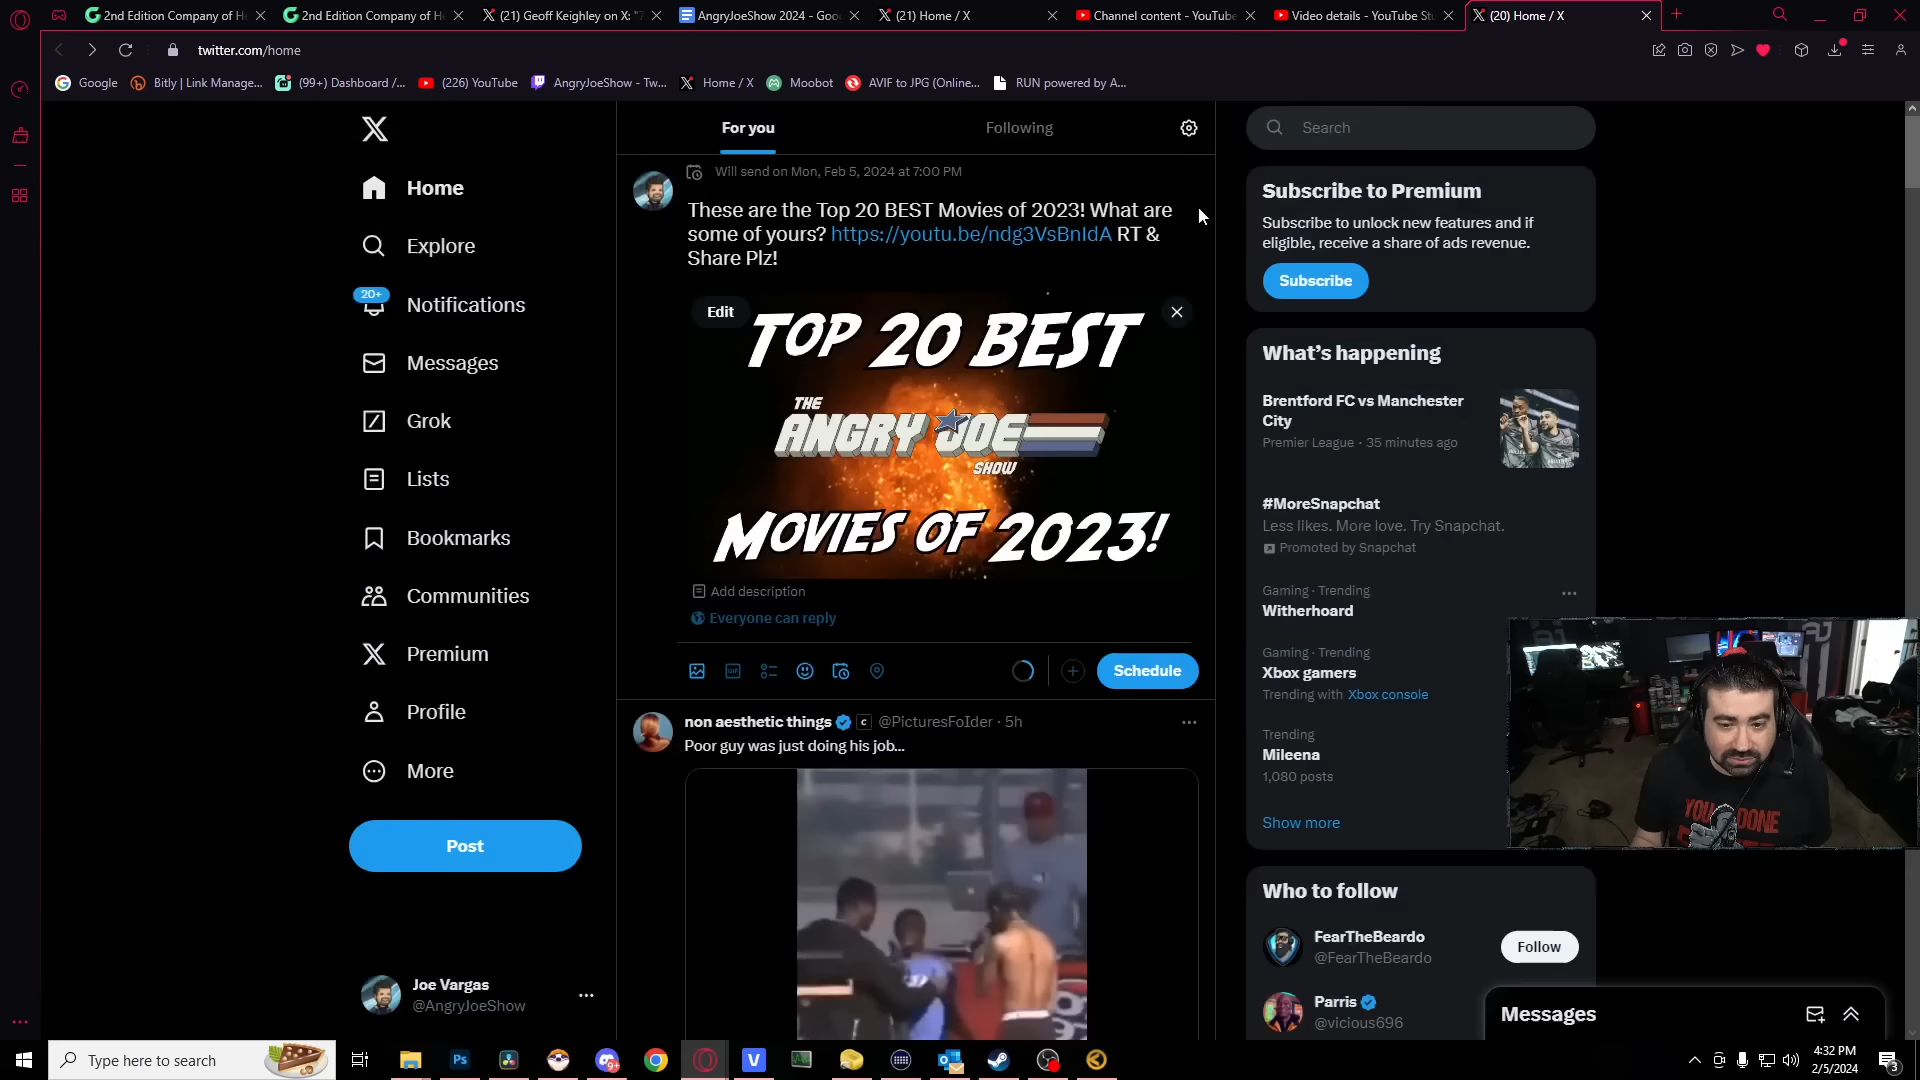 2nd Edition Company of He
2nd Edition Company of He
(21) Geoff Keighley on X: "7
AngryJoeShow 2024 - Goo
(21) Home / X
Channel content - YouTube
Video details - YouTube Stu
(20) Home / X
twitter.com/home
Google
Bitly | Link Manage...
(99+) Dashboard /...
(226) YouTube
AngryJoeShow - Tw...
Home / X
Moobot
AVIF to JPG (Online...
RUN powered by A...
Home
Explore
20+
Notifications
Messages
Grok
Lists
Bookmarks
Communities
Premium
Profile
More
Post
Joe Vargas
@AngryJoeShow
For you
Following
Will send on Mon, Feb 5, 2024 at 7:00 PM
These are the Top 20 BEST Movies of 2023! What are
some of yours? https://youtu.be/ndg3VsBnIdA RT &
Share Plz!
Edit
TOP 20 BEST
THE
ANGRY JOE
SHOW
MOVIES OF 2023!
Add description
Everyone can reply
GIF
Schedule
non aesthetic things @PicturesFoIder · 5h
Poor guy was just doing his job...
Search
Subscribe to Premium
Subscribe to unlock new features and if
eligible, receive a share of ads revenue.
Subscribe
What's happening
Brentford FC vs Manchester
City
Premier League · 35 minutes ago
#MoreSnapchat
Less likes. More love. Try Snapchat.
Promoted by Snapchat
Gaming · Trending
Witherhoard
Gaming · Trending
Xbox gamers
Trending with Xbox console
Trending
Mileena
1,080 posts
Show more
Who to follow
FearTheBeardo
@FearTheBeardo
Follow
Parris
@vicious696
Messages
Type here to search
Ps
9+
V
4:32 PM
2/5/2024
3